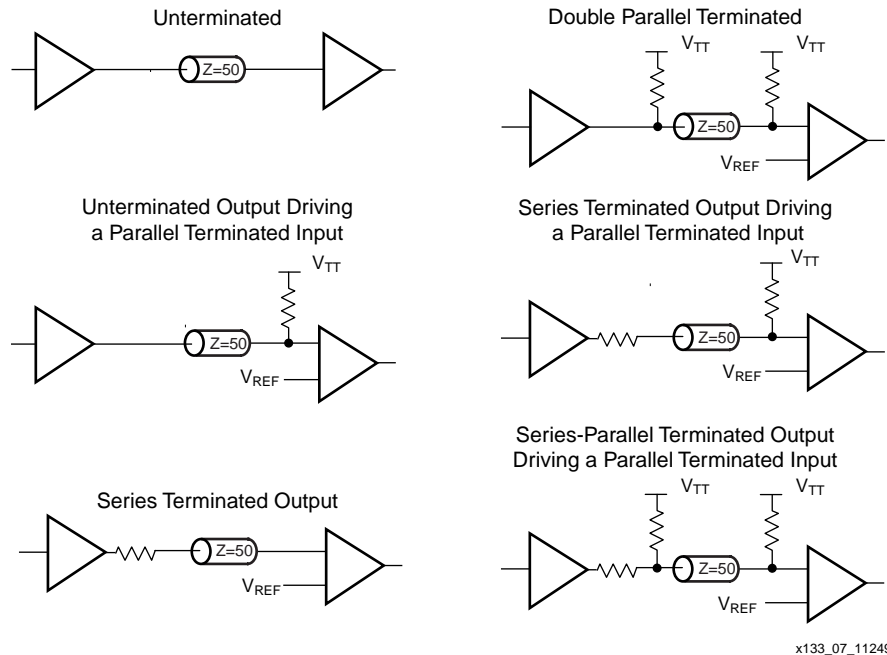 Unterminated
Z=50
Double Parallel Terminated
VTT VTT
Z=50
VREF
Unterminated Output Driving
a Parallel Terminated Input
VTT
Z=50
VREF
Series Terminated Output Driving
a Parallel Terminated Input
VTT
Z=50
VREF
Series Terminated Output
Z=50
VREF
Series-Parallel Terminated Output
Driving a Parallel Terminated Input
VTT VTT
Z=50
VREF
x133_07_11249